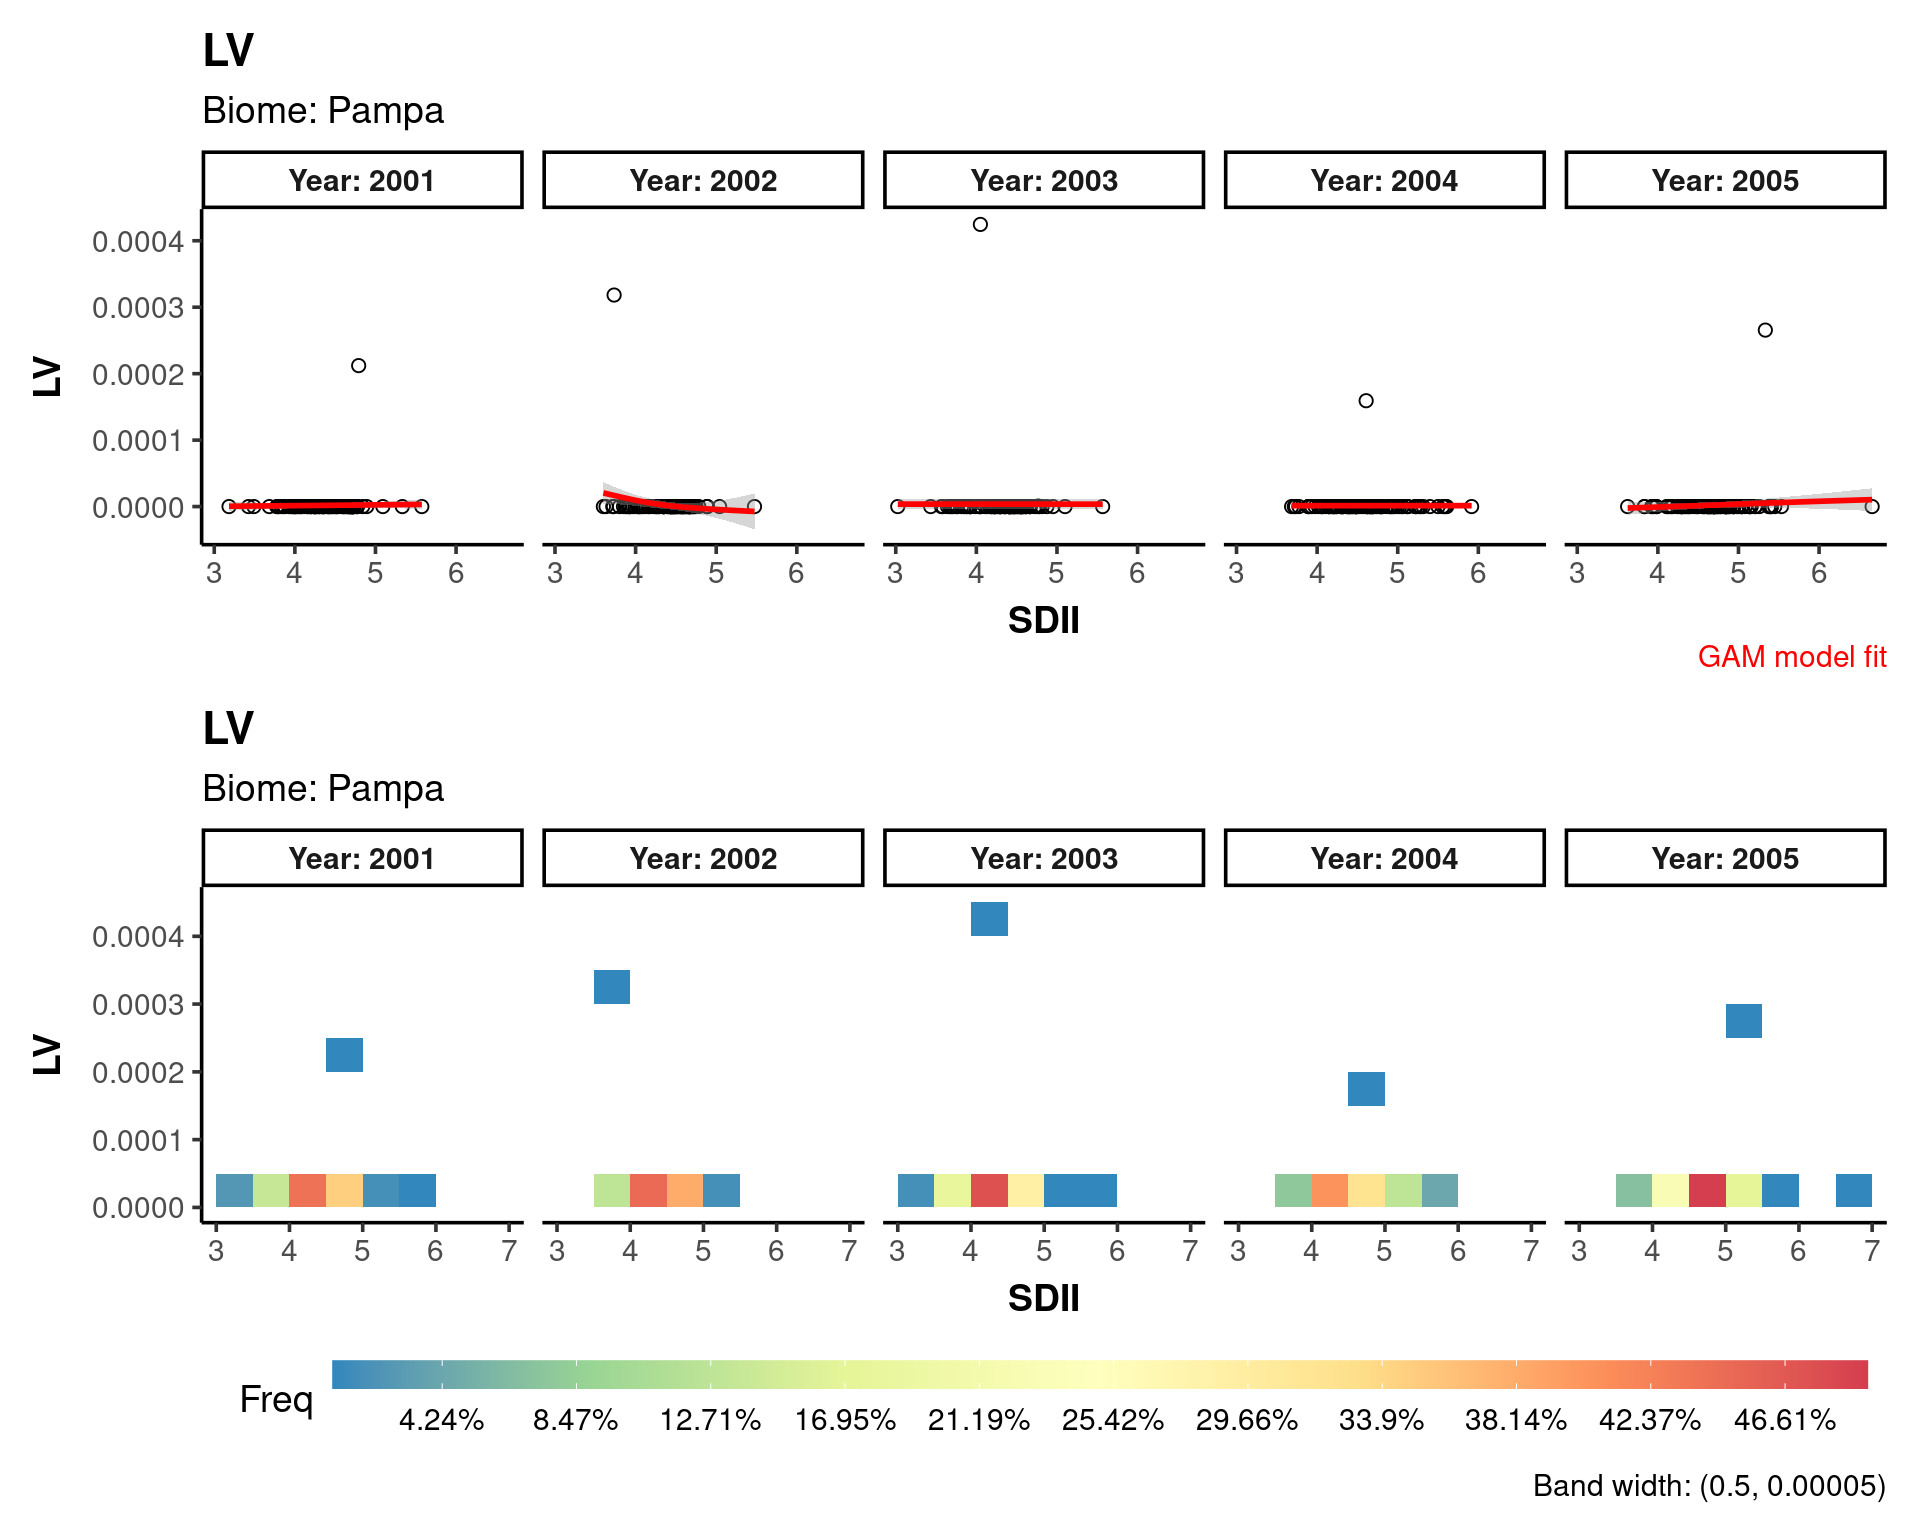 LV
Biome: Pampa
Year: 2001 Year: 2002 Year: 2003 Year: 2004 Year: 2005
LV
0.0004
0.0003
0.0002
0.0001
0.0000
3 4 5 6 3 4 5 6 3 4 5 6 3 4 5 6 3 4 5 6
SDII
GAM model fit
LV
Biome: Pampa
Year: 2001 Year: 2002 Year: 2003 Year: 2004 Year: 2005
LV
0.0004
0.0003
0.0002
0.0001
0.0000
3 4 5 6 7 3 4 5 6 7 3 4 5 6 7 3 4 5 6 7 3 4 5 6 7
SDII
Freq
4.24% 8.47% 12.71% 16.95% 21.19% 25.42% 29.66% 33.9% 38.14% 42.37% 46.61%
Band width: (0.5, 0.00005)